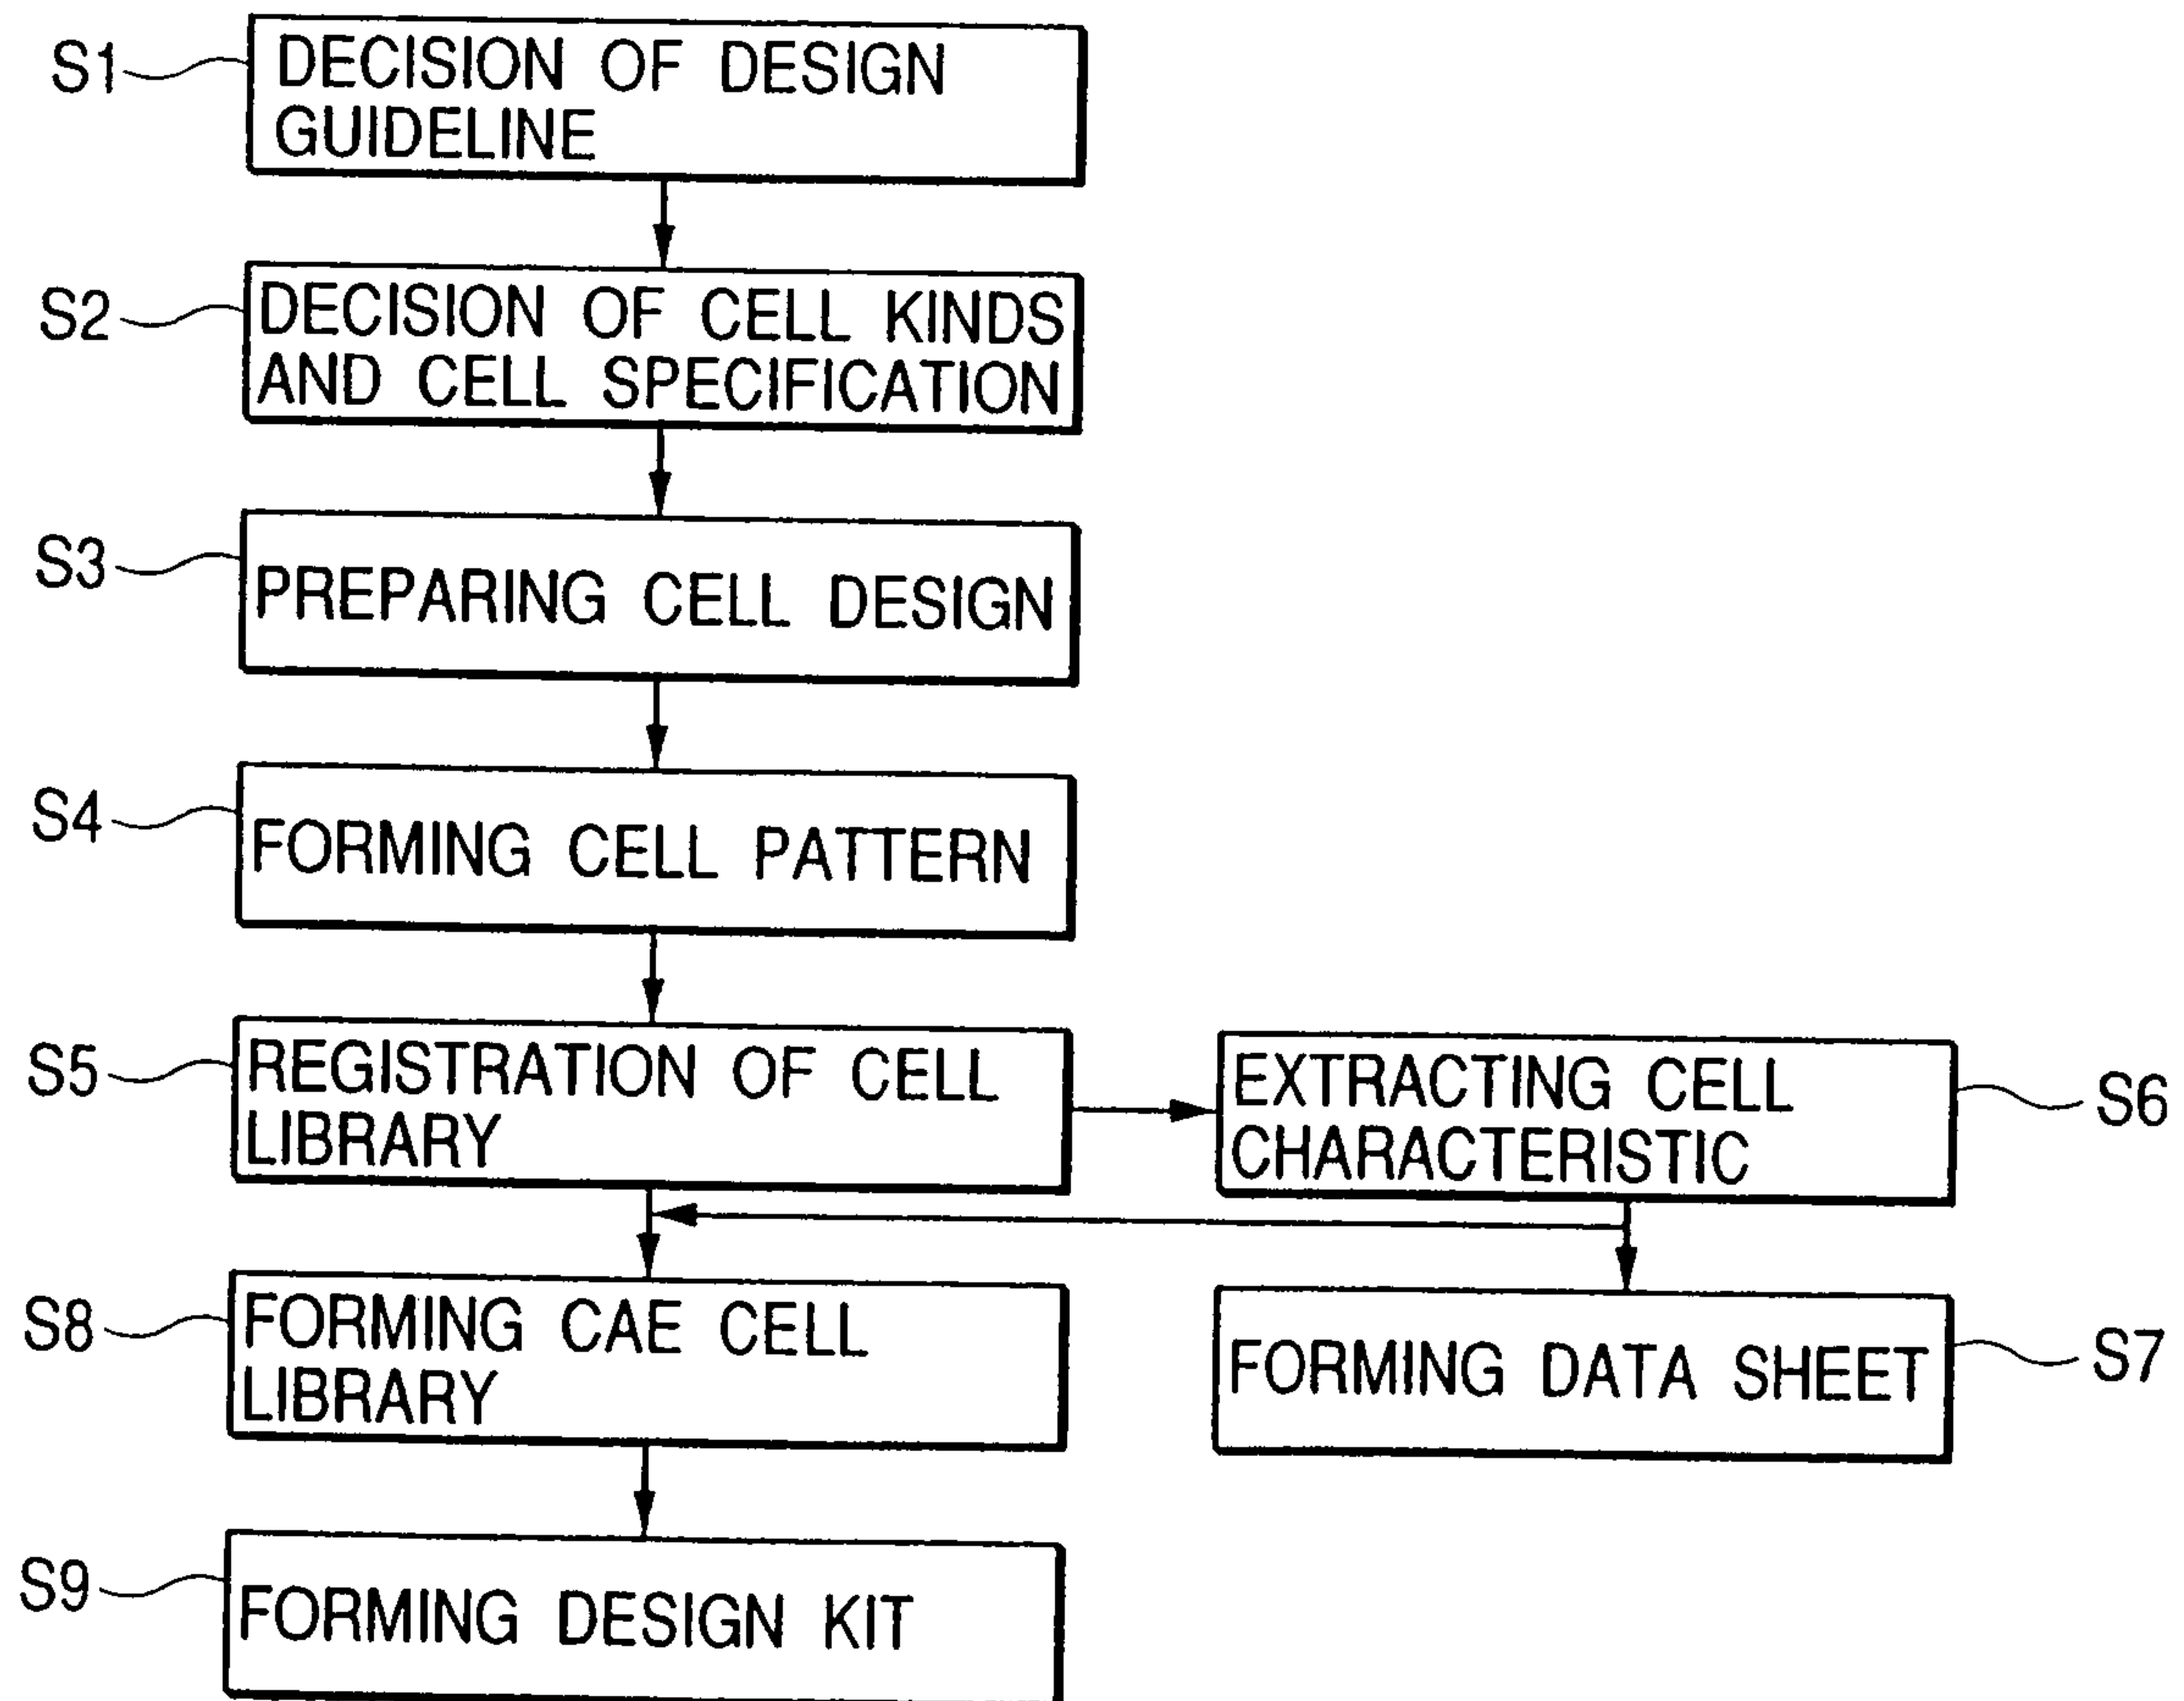 S1
DECISION OF DESIGN
GUIDELINE
S2
DECISION OF CELL KINDS
AND CELL SPECIFICATION
S3
PREPARING CELL DESIGN
S4
FORMING CELL PATTERN
S5
REGISTRATION OF CELL
LIBRARY
EXTRACTING CELL
CHARACTERISTIC
S6
S8
FORMING CAE CELL
LIBRARY
FORMING DATA SHEET
S7
S9
FORMING DESIGN KIT